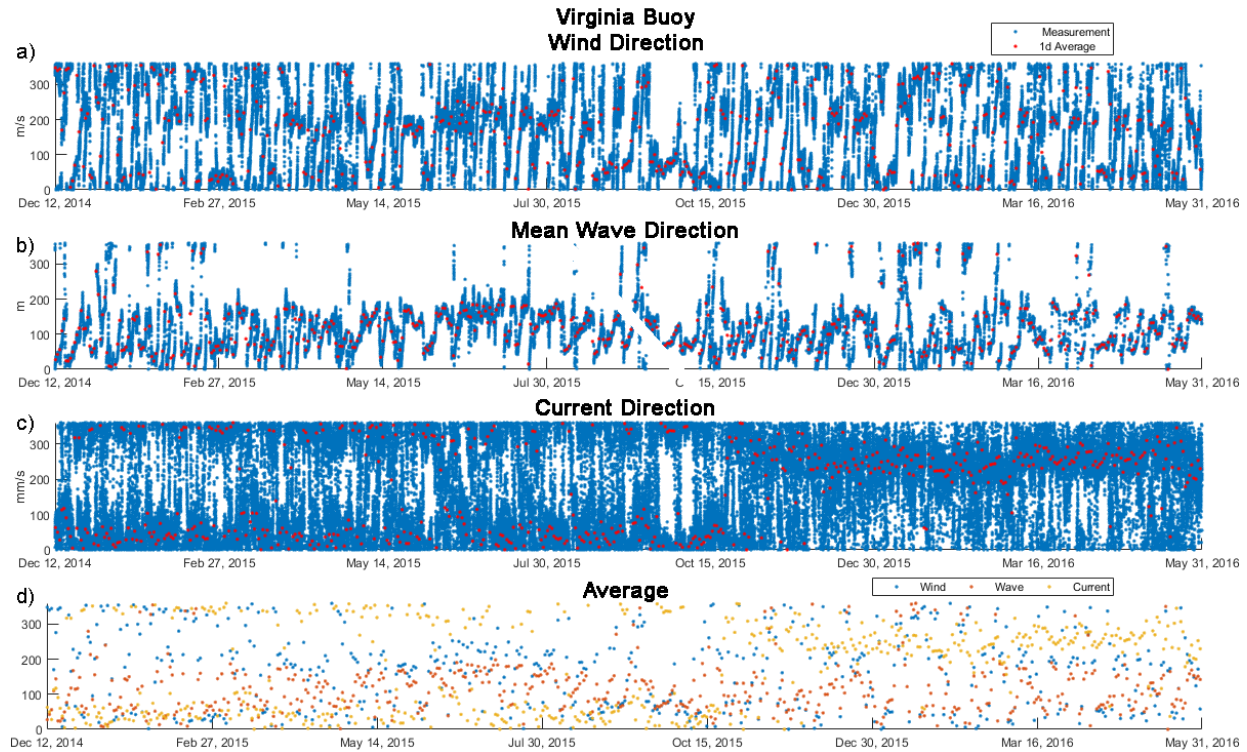 Virginia Buoy
a)
Wind Direction
Measurement
1d Average
300
200
100
0
m/s
Dec 12, 2014 Feb 27, 2015 May 14, 2015 Jul 30, 2015 Oct 15, 2015 Dec 30, 2015 Mar 16, 2016 May 31, 2016
b)
Mean Wave Direction
300
200
100
0
m
Dec 12, 2014 Feb 27, 2015 May 14, 2015 Jul 30, 2015 15, 2015 Dec 30, 2015 Mar 16, 2016 May 31, 2016
c)
Current Direction
300
200
100
0
mm/s
Dec 12, 2014 Feb 27, 2015 May 14, 2015 Jul 30, 2015 Oct 15, 2015 Dec 30, 2015 Mar 16, 2016 May 31, 2016
d)
Average
Wind Wave Current
300
200
100
0
Dec 12, 2014 Feb 27, 2015 May 14, 2015 Jul 30, 2015 Oct 15, 2015 Dec 30, 2015 Mar 16, 2016 May 31, 2016